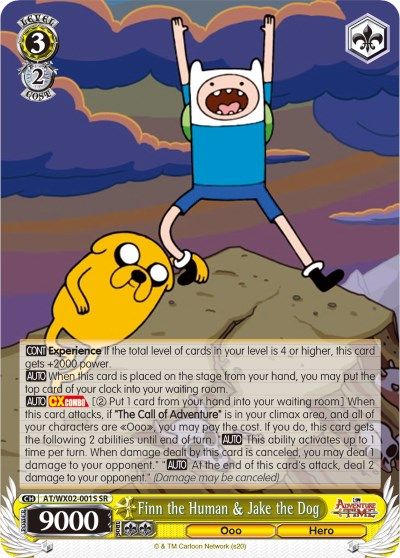 LEVEL
3
2
COST
CONT Experience If the total level of cards in your level is 4 or higher, this card
gets +2000 power.
AUTO When this card is placed on the stage from your hand, you may put the
top card of your clock into your waiting room.
AUTO CX COMBO [② Put 1 card from your hand into your waiting room] When
this card attacks, if "The Call of Adventure" is in your climax area, and all of
your characters are «Ooo», you may pay the cost. If you do, this card gets
the following 2 abilities until end of turn. "AUTO This ability activates up to 1
time per turn. When damage dealt by this card is canceled, you may deal 1
damage to your opponent." "AUTO At the end of this card's attack, deal 2
damage to your opponent." (Damage may be canceled)
CH AT/WX02-001S SR
Finn the Human & Jake the Dog
ADVENTURE TIME
POWER
9000
SOUL
Ooo
Hero
© & TM Cartoon Network (s20)